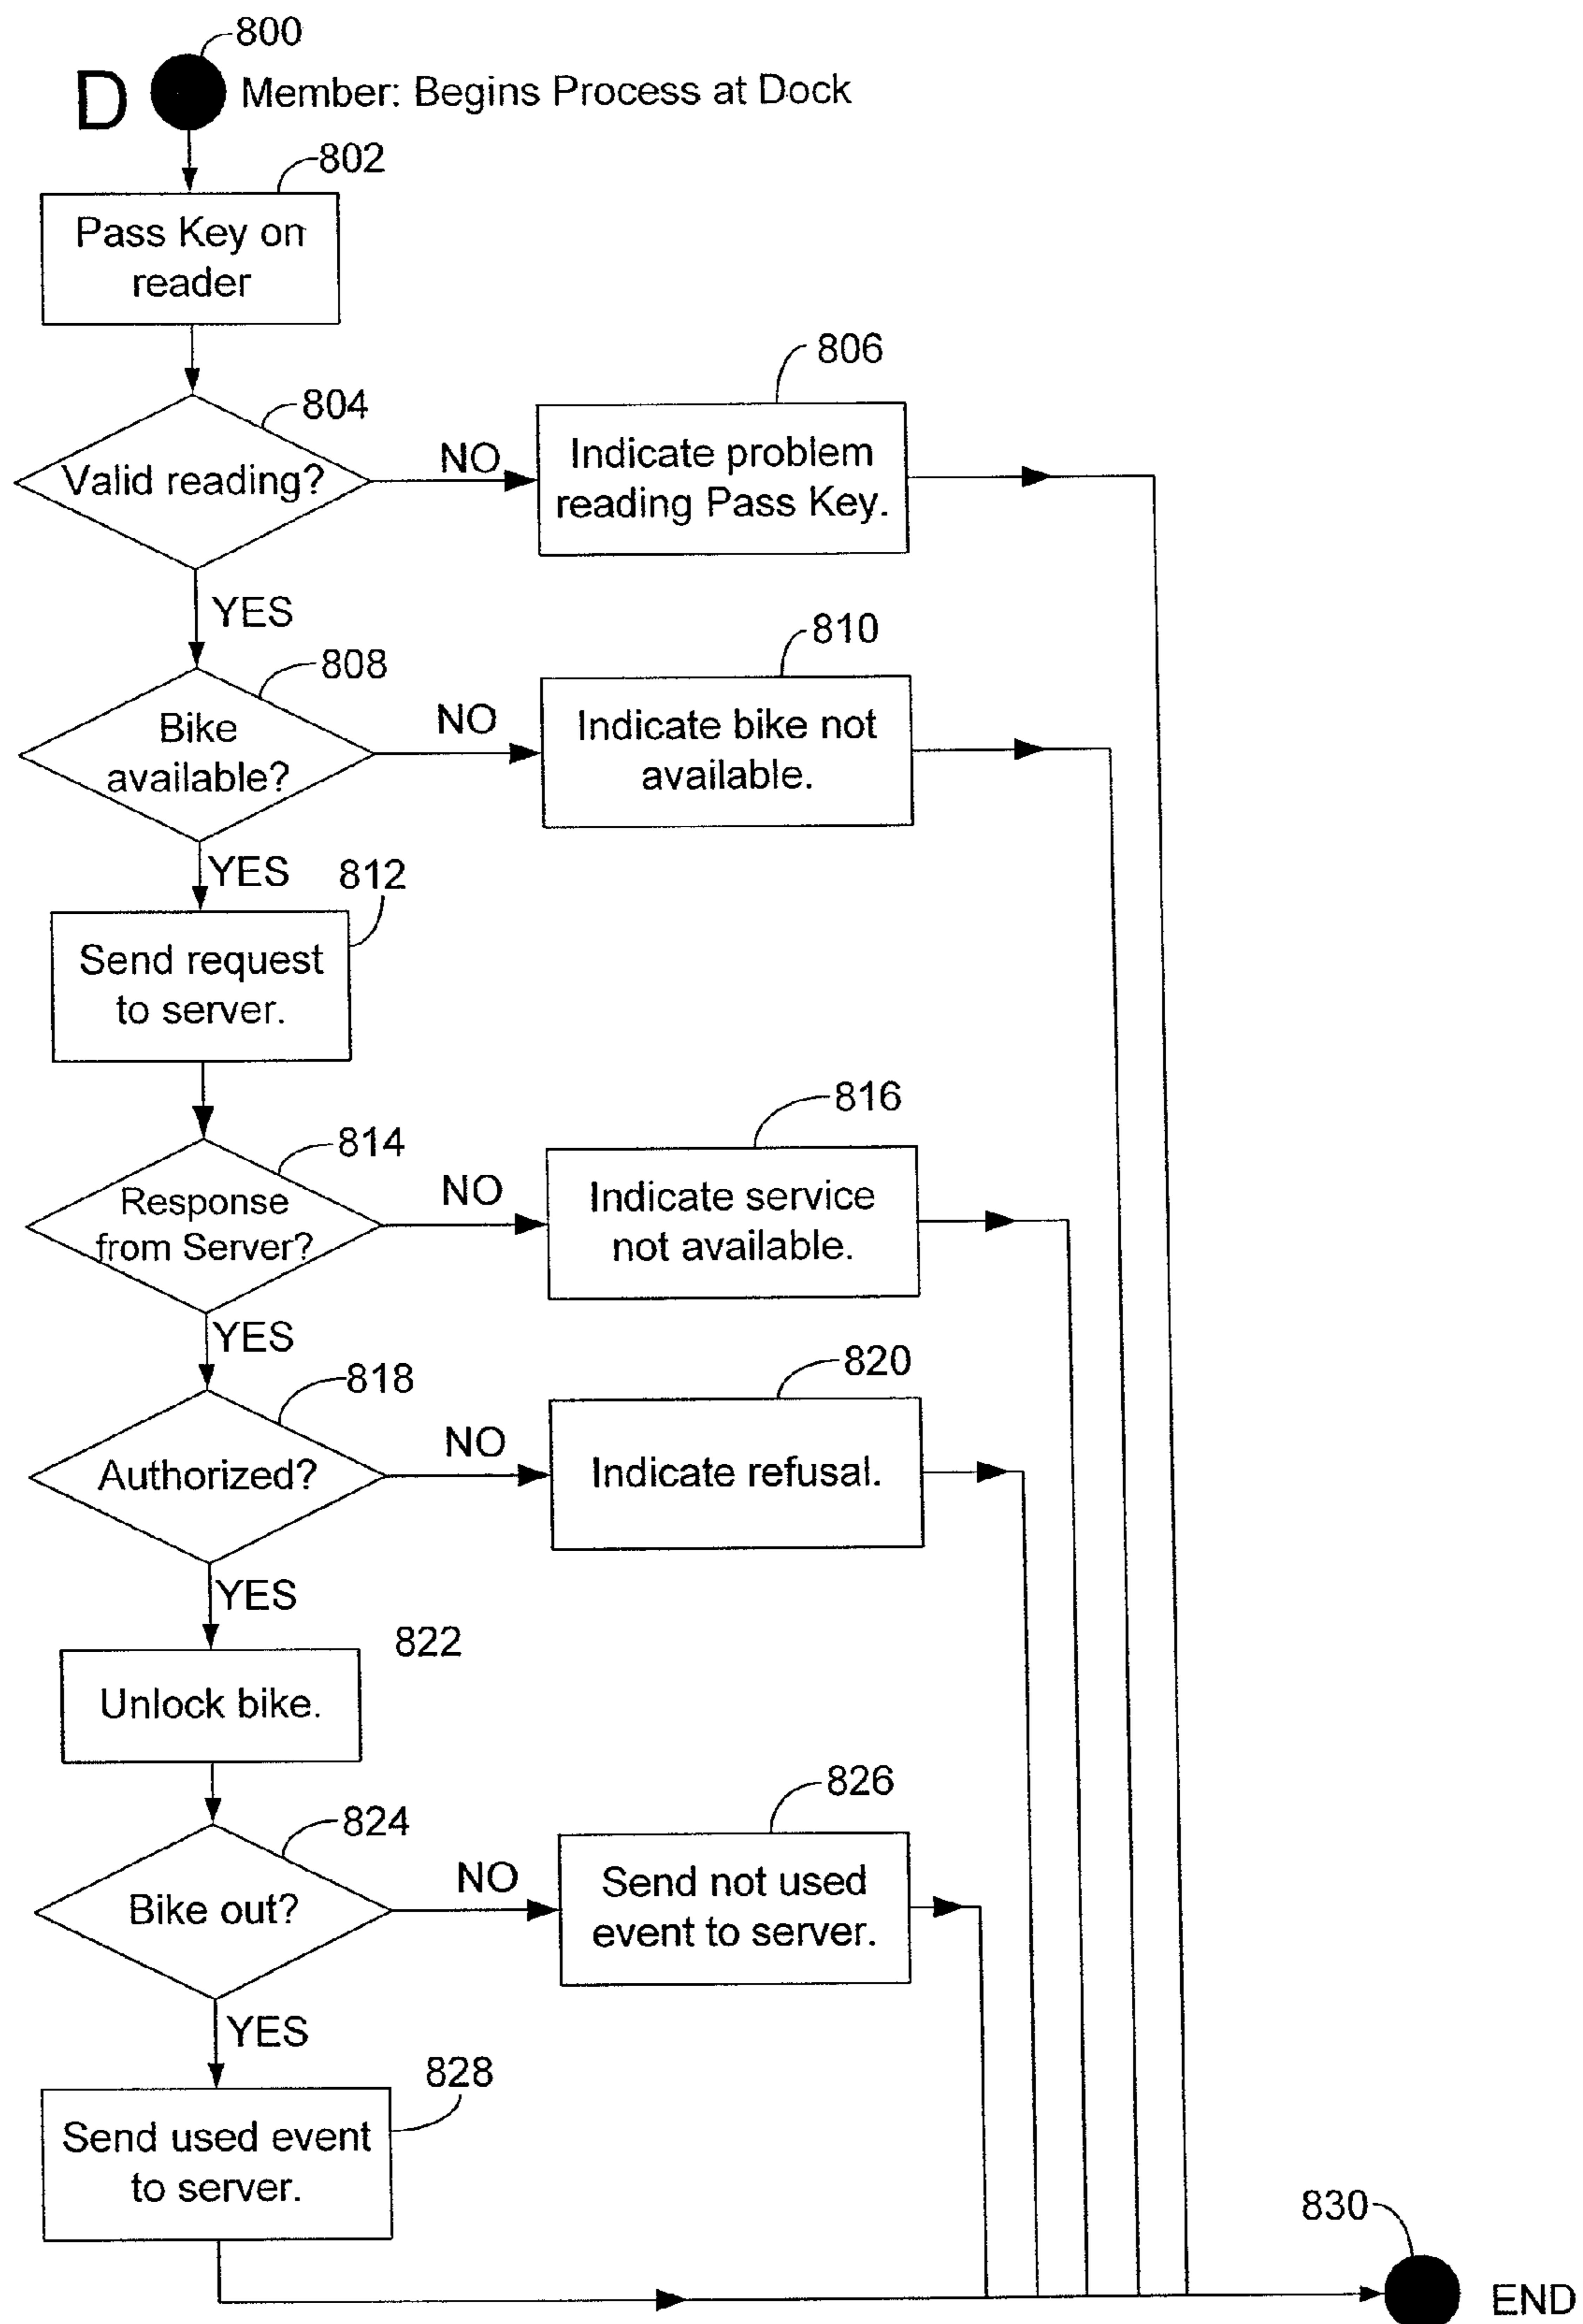 800
D Member: Begins Process at Dock
802
Pass Key on
reader
804
Valid reading?
NO
806
Indicate problem
reading Pass Key.
YES
808
Bike
available?
NO
810
Indicate bike not
available.
YES
812
Send request
to server.
814
Response
from Server?
NO
816
Indicate service
not available.
YES
818
Authorized?
NO
820
Indicate refusal.
YES
822
Unlock bike.
824
Bike out?
NO
826
Send not used
event to server.
YES
828
Send used event
to server.
830
END